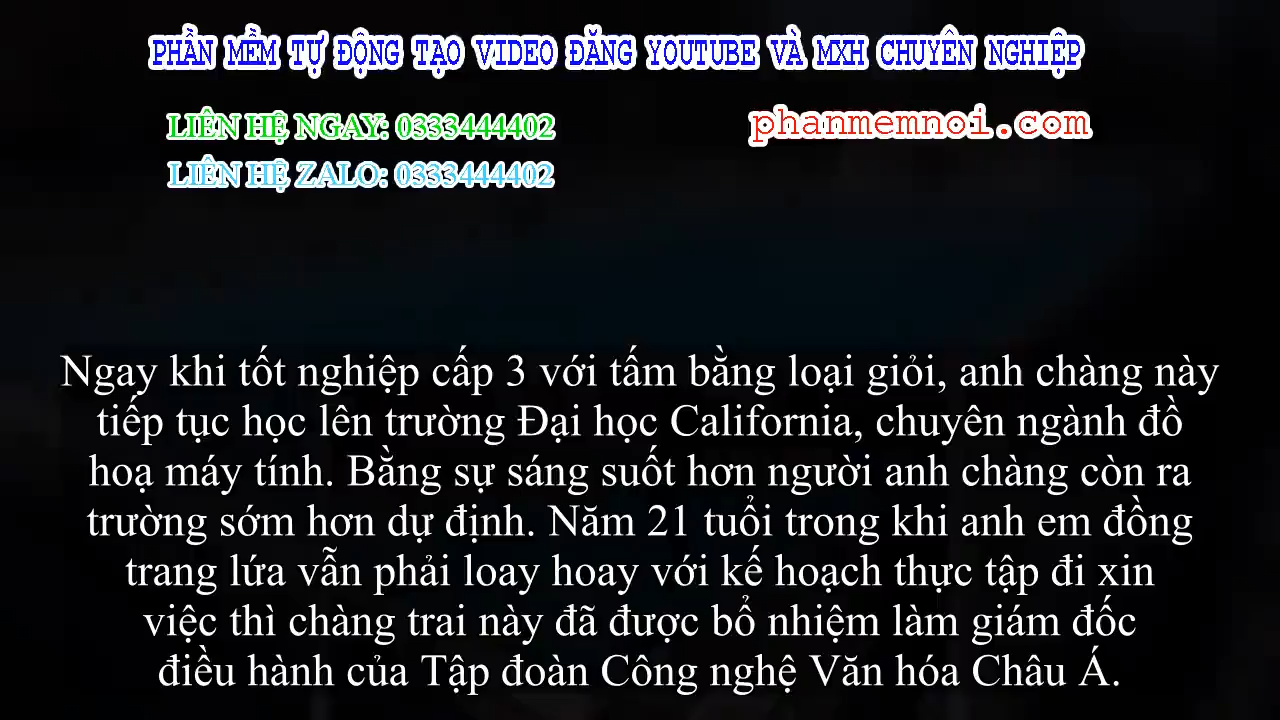 PHẦN MỀM TỰ ĐỘNG TẠO VIDEO ĐĂNG YOUTUBE VÀ MXH CHUYÊN NGHIỆP
LIÊN HỆ NGAY: 0333444402
phanmemnoi.com
LIÊN HỆ ZALO: 0333444402
Ngay khi tốt nghiệp cấp 3 với tấm bằng loại giỏi, anh chàng này
tiếp tục học lên trường Đại học California, chuyên ngành đồ
hoạ máy tính. Bằng sự sáng suốt hơn người anh chàng còn ra
trường sớm hơn dự định. Năm 21 tuổi trong khi anh em đồng
trang lứa vẫn phải loay hoay với kế hoạch thực tập đi xin
việc thì chàng trai này đã được bổ nhiệm làm giám đốc
điều hành của Tập đoàn Công nghệ Văn hóa Châu Á.